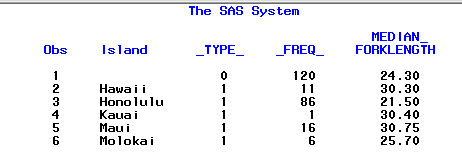 The SAS System
MEDIAN_
Obs Island _TYPE_ _FREQ_ FORKLENGTH
1 0 120 24.30
2 Hawaii 1 11 30.30
3 Honolulu 1 86 21.50
4 Kauai 1 1 30.40
5 Maui 1 16 30.75
6 Molokai 1 6 25.70